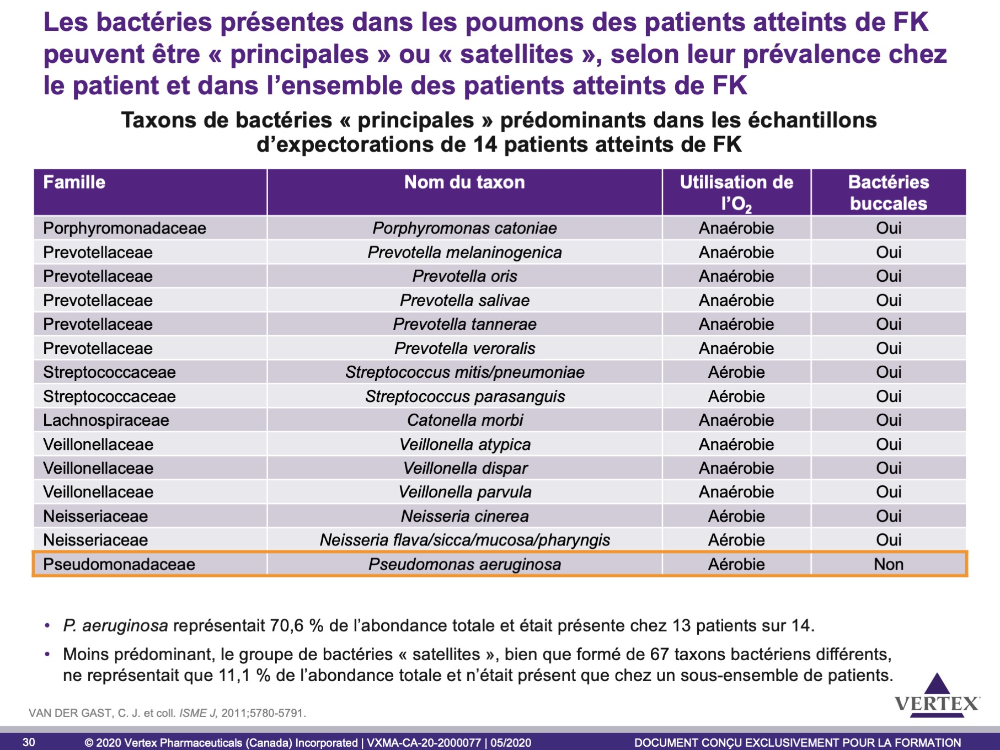 Les bactéries présentes dans les poumons des patients atteints de FK
peuvent être « principales » ou « satellites », selon leur prévalence chez
le patient et dans l’ensemble des patients atteints de FK
Taxons de bactéries « principales » prédominants dans les échantillons
d’expectorations de 14 patients atteints de FK
Famille Nom du taxon Utilisation de l’O2 Bactéries buccales
Porphyromonadaceae Porphyromonas catoniae Anaérobie Oui
Prevotellaceae Prevotella melaninogenica Anaérobie Oui
Prevotellaceae Prevotella oris Anaérobie Oui
Prevotellaceae Prevotella salivae Anaérobie Oui
Prevotellaceae Prevotella tannerae Anaérobie Oui
Prevotellaceae Prevotella veroralis Anaérobie Oui
Streptococcaceae Streptococcus mitis/pneumoniae Aérobie Oui
Streptococcaceae Streptococcus parasanguis Aérobie Oui
Lachnospiraceae Catonella morbi Anaérobie Oui
Veillonellaceae Veillonella atypica Anaérobie Oui
Veillonellaceae Veillonella dispar Anaérobie Oui
Veillonellaceae Veillonella parvula Anaérobie Oui
Neisseriaceae Neisseria cinerea Aérobie Oui
Neisseriaceae Neisseria flava/sicca/mucosa/pharyngis Aérobie Oui
Pseudomonadaceae Pseudomonas aeruginosa Aérobie Non
• P. aeruginosa représentait 70,6 % de l’abondance totale et était présente chez 13 patients sur 14.
• Moins prédominant, le groupe de bactéries « satellites », bien que formé de 67 taxons bactériens différents,
ne représentait que 11,1 % de l’abondance totale et n’était présent que chez un sous-ensemble de patients.
VERTEX
VAN DER GAST, C. J. et coll. ISME J, 2011;5780-5791.
30 © 2020 Vertex Pharmaceuticals (Canada) Incorporated | VXMA-CA-20-2000077 | 05/2020 DOCUMENT CONÇU EXCLUSIVEMENT POUR LA FORMATION